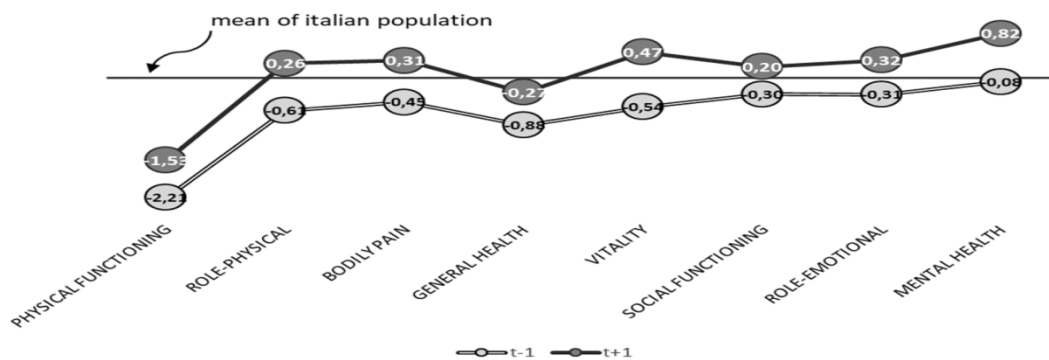 mean of italian population
0,26
0,31
-0,27
0,47
0,20
0,32
0,82
-1,53
-2,21
-0,61
-0,45
-0,88
-0,54
-0,30
-0,31
-0,08
PHYSICAL FUNCTIONING
ROLE-PHYSICAL
BODILY PAIN
GENERAL HEALTH
VITALITY
SOCIAL FUNCTIONING
ROLE-EMOTIONAL
MENTAL HEALTH
t-1 t+1